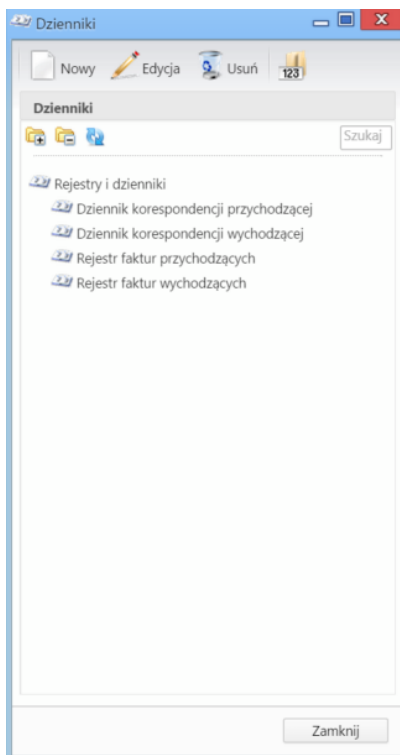 Dzienniki
Nowy Edycja Usuń 123
Dzienniki
Szukaj
Rejestry i dzienniki
Dziennik korespondencji przychodzącej
Dziennik korespondencji wychodzącej
Rejestr faktur przychodzących
Rejestr faktur wychodzących
Zamknij